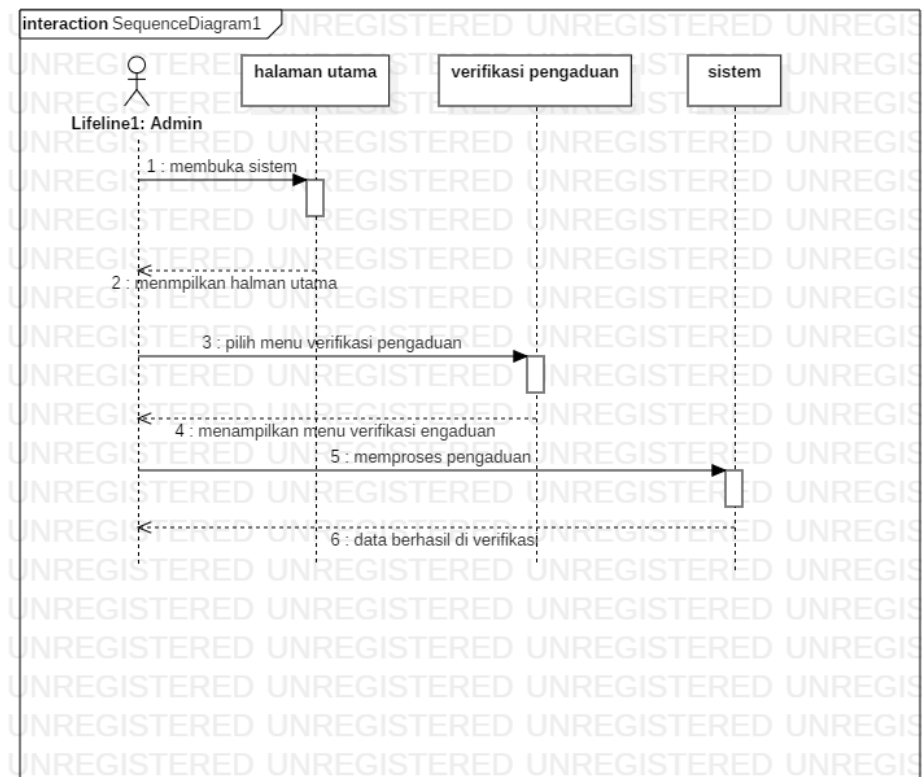 interaction SequenceDiagram1
halaman utama
verifikasi pengaduan
sistem
Lifeline1: Admin
1 : membuka sistem
2 : menmpilkan halman utama
3 : pilih menu verifikasi pengaduan
4 : menampilkan menu verifikasi engaduan
5 : memproses pengaduan
6 : data berhasil di verifikasi
UNREGISTERED